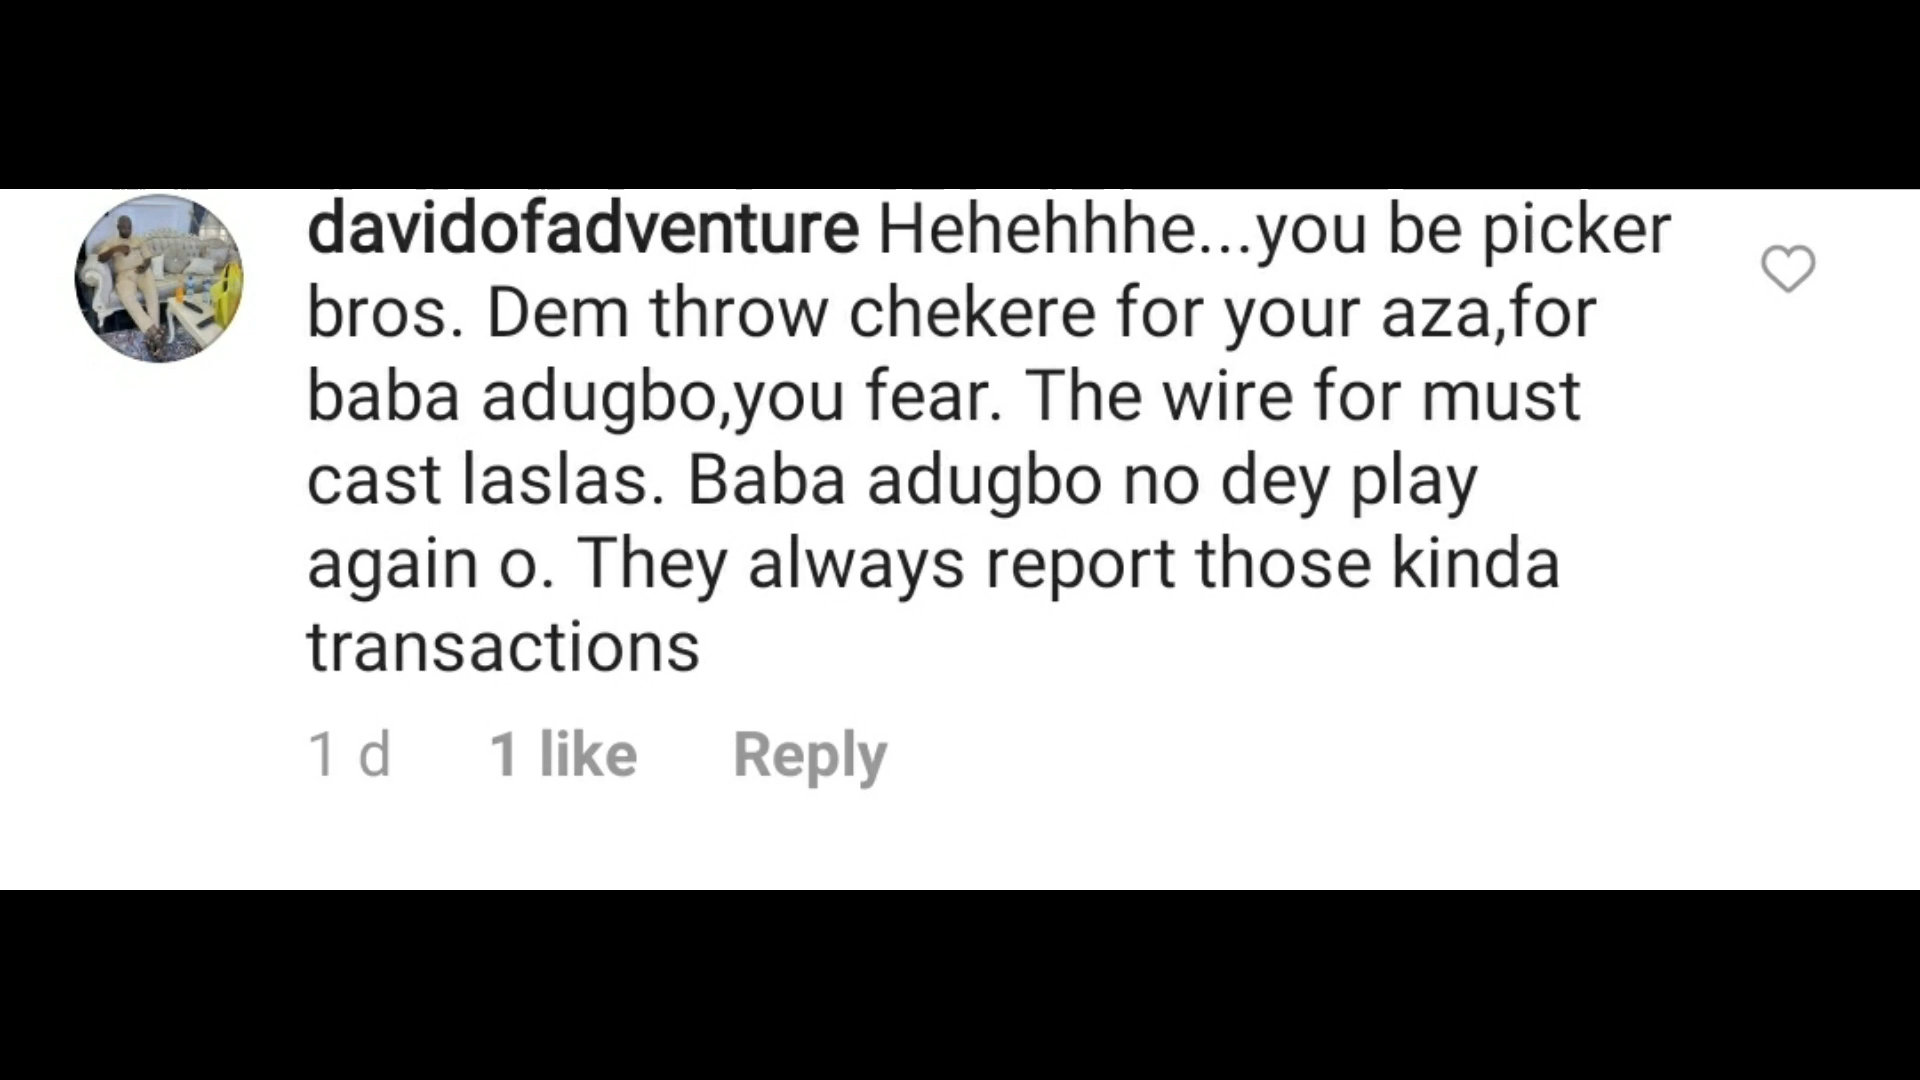 davidofadventure Hehehhhe...you be picker
bros. Dem throw chekere for your aza,for
baba adugbo,you fear. The wire for must
cast laslas. Baba adugbo no dey play
again o. They always report those kinda
transactions
1 d 1 like Reply